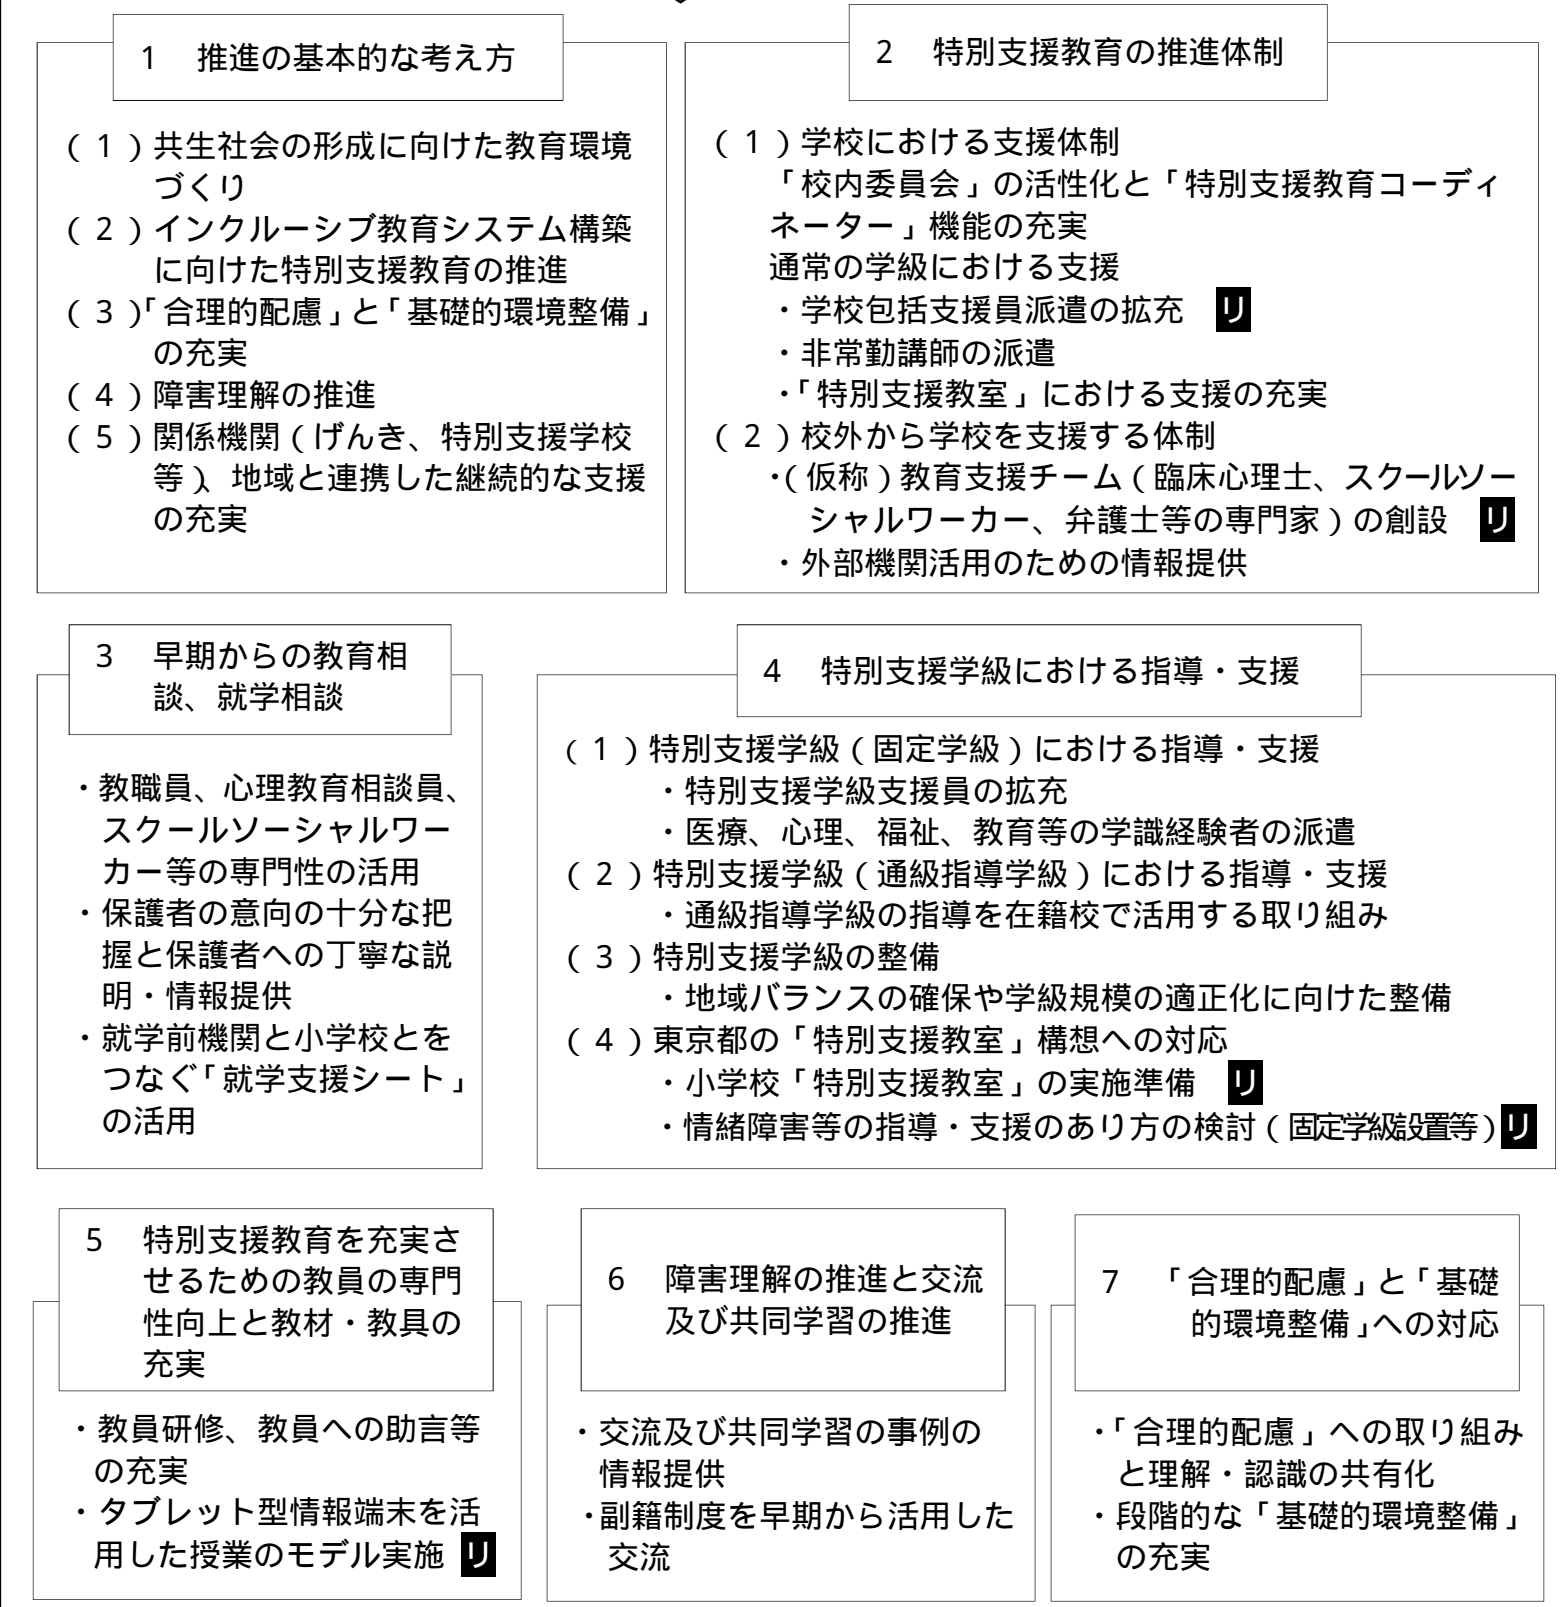 1 推進の基本的な考え方
(1)共生社会の形成に向けた教育環境
づくり
(2)インクルーシブ教育システム構築
に向けた特別支援教育の推進
(3)「合理的配慮」と「基礎的環境整備」
の充実
(4)障害理解の推進
(5)関係機関(げんき、特別支援学校
等)、地域と連携した継続的な支援
の充実
2 特別支援教育の推進体制
(1)学校における支援体制
「校内委員会」の活性化と「特別支援教育コーディ
ネーター」機能の充実
通常の学級における支援
・学校包括支援員派遣の拡充 リ
・非常勤講師の派遣
・「特別支援教室」における支援の充実
(2)校外から学校を支援する体制
・(仮称)教育支援チーム(臨床心理士、スクールソー
シャルワーカー、弁護士等の専門家)の創設 リ
・外部機関活用のための情報提供
3 早期からの教育相
談、就学相談
・教職員、心理教育相談員、
スクールソーシャルワー
カー等の専門性の活用
・保護者の意向の十分な把
握と保護者への丁寧な説
明・情報提供
・就学前機関と小学校とを
つなぐ「就学支援シート」
の活用
4 特別支援学級における指導・支援
(1)特別支援学級(固定学級)における指導・支援
・特別支援学級支援員の拡充
・医療、心理、福祉、教育等の学識経験者の派遣
(2)特別支援学級(通級指導学級)における指導・支援
・通級指導学級の指導を在籍校で活用する取り組み
(3)特別支援学級の整備
・地域バランスの確保や学級規模の適正化に向けた整備
(4)東京都の「特別支援教室」構想への対応
・小学校「特別支援教室」の実施準備 リ
・情緒障害等の指導・支援のあり方の検討(固定学級設置等)リ
5 特別支援教育を充実さ
せるための教員の専門
性向上と教材・教具の
充実
・教員研修、教員への助言等
の充実
・タブレット型情報端末を活
用した授業のモデル実施 リ
6 障害理解の推進と交流
及び共同学習の推進
・交流及び共同学習の事例の
情報提供
・副籍制度を早期から活用した
交流
7 「合理的配慮」と「基礎
的環境整備」への対応
・「合理的配慮」への取り組み
と理解・認識の共有化
・段階的な「基礎的環境整備」
の充実